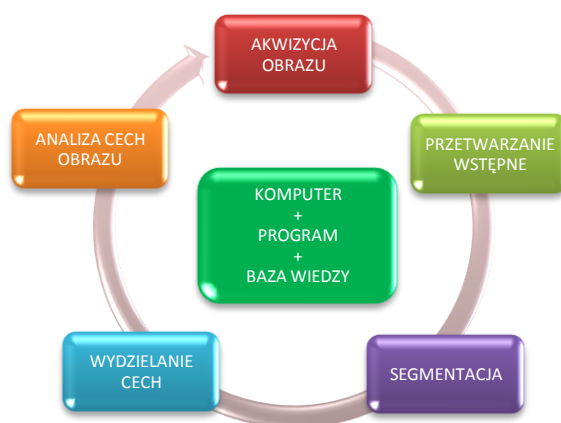 AKWIZYCJA
OBRAZU
PRZETWARZANIE
WSTĘPNE
SEGMENTACJA
WYDZIELANIE
CECH
ANALIZA CECH
OBRAZU
KOMPUTER
+
PROGRAM
+
BAZA WIEDZY